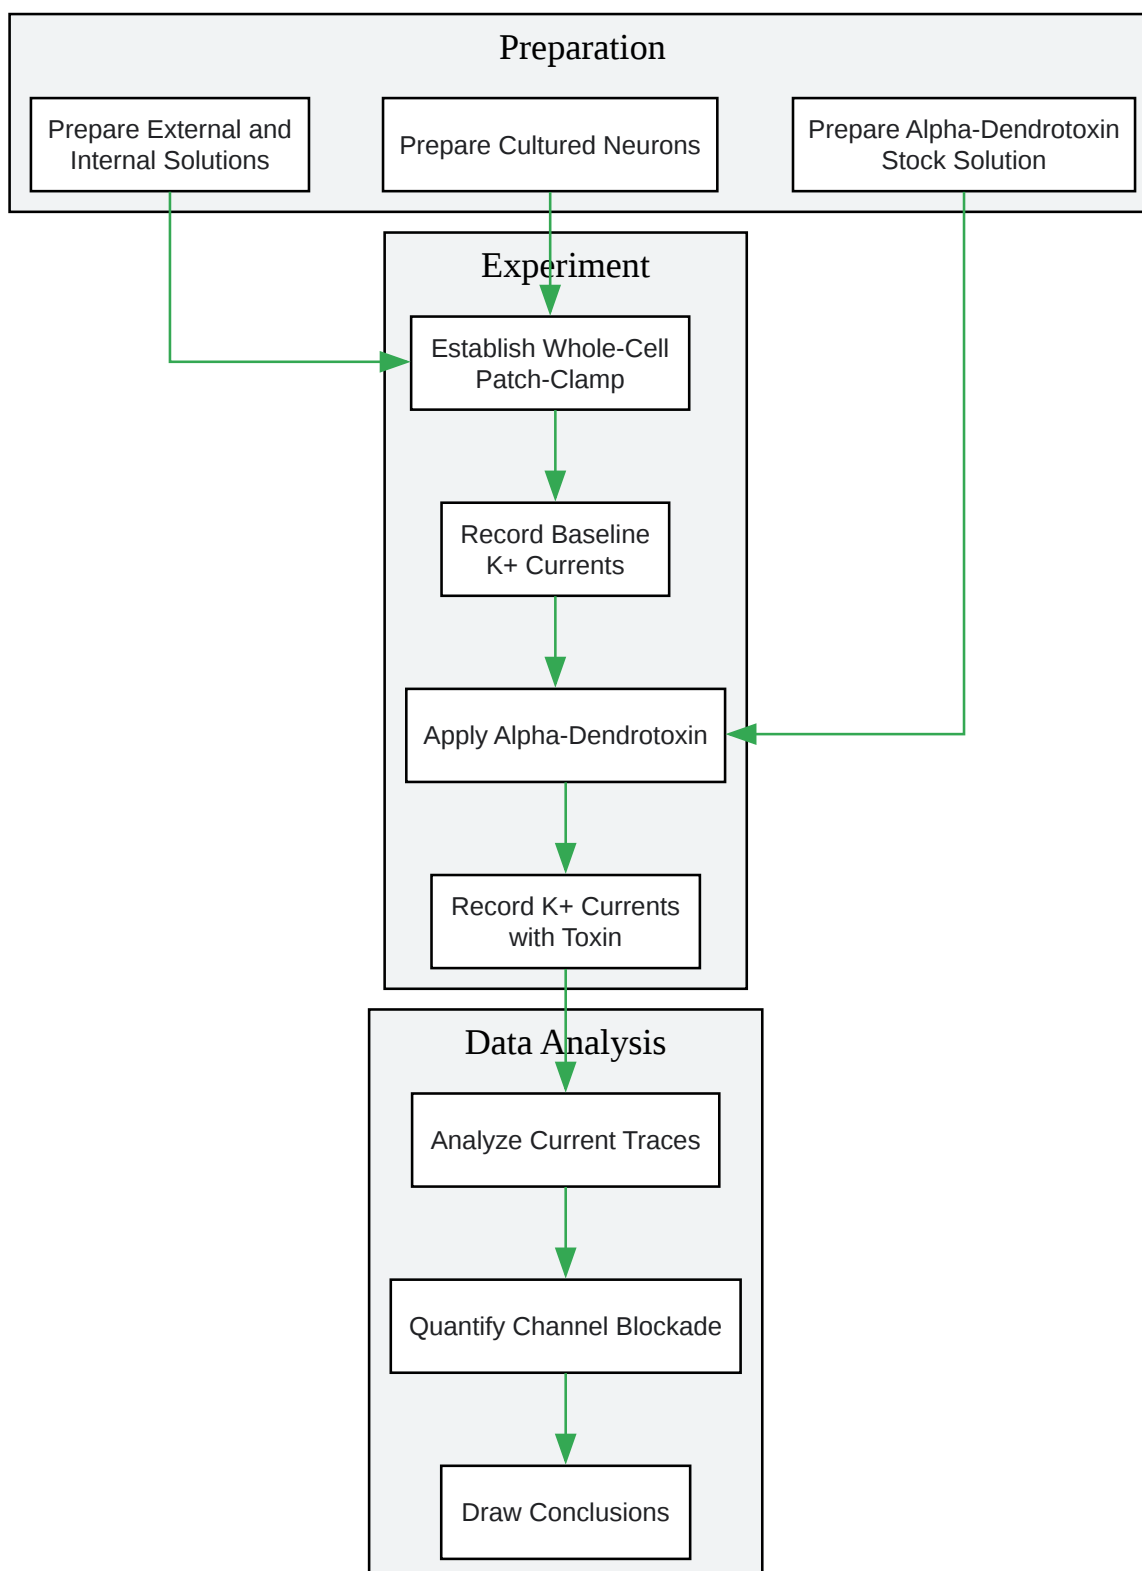 Preparation
Prepare External and
Internal Solutions
Prepare Cultured Neurons
Prepare Alpha-Dendrotoxin
Stock Solution
Experiment
Establish Whole-Cell
Patch-Clamp
Record Baseline
K+ Currents
Apply Alpha-Dendrotoxin
Record K+ Currents
with Toxin
Data Analysis
Analyze Current Traces
Quantify Channel Blockade
Draw Conclusions